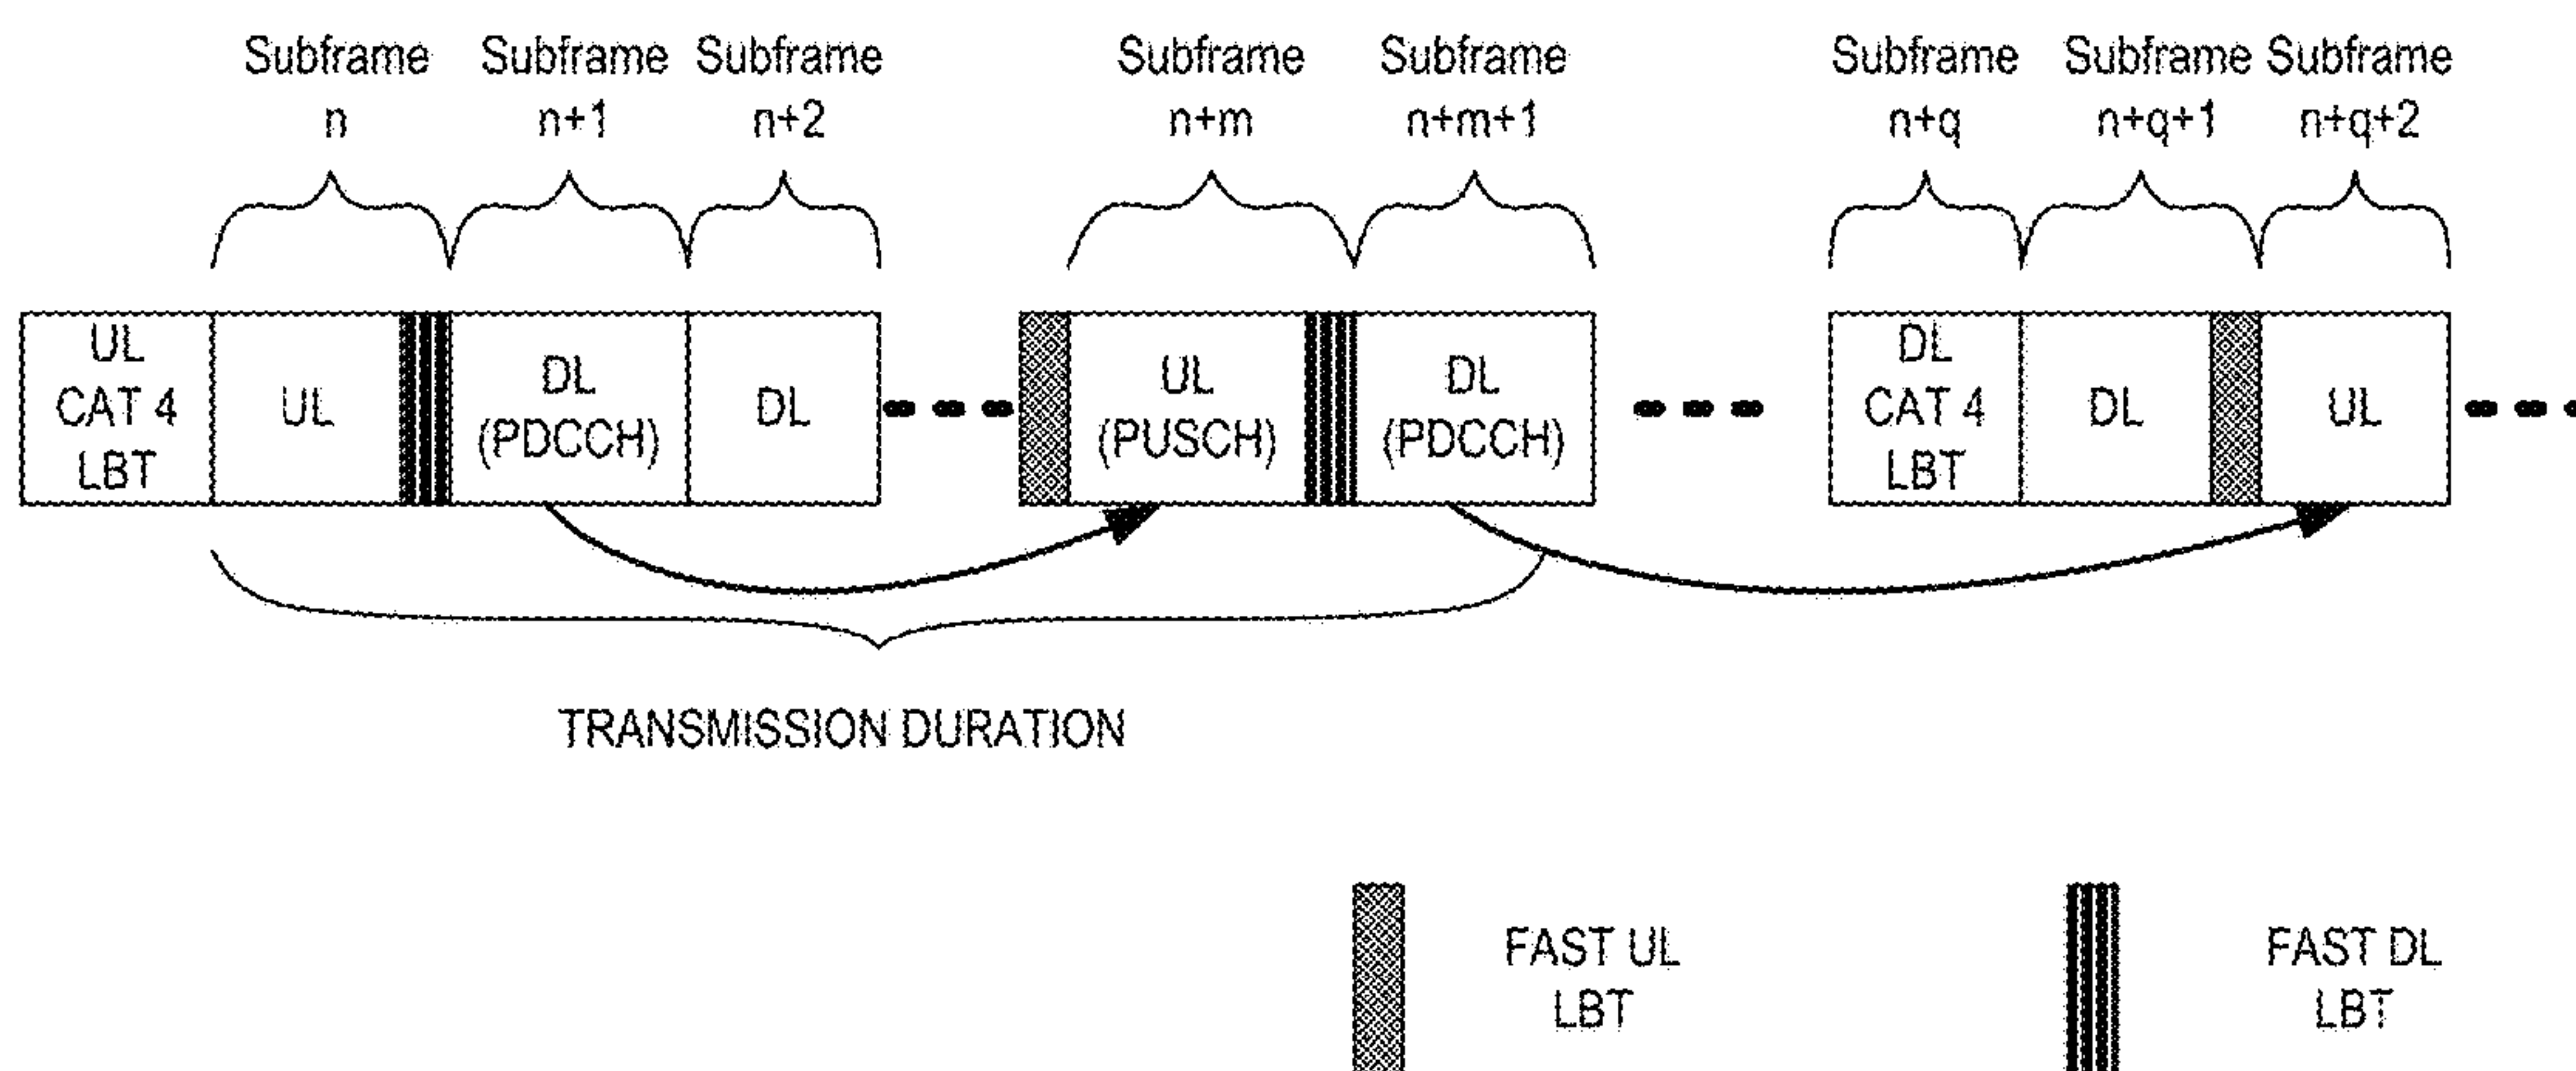 Subframe Subframe Subframe Subframe Subframe Subframe Subframe Subframe
n n+1 n+2 n+m n+m+1 n+q n+q+1 n+q+2
UL
CAT 4
LBT
UL
DL
(PDCCH)
DL
UL
(PUSCH)
DL
(PDCCH)
DL
CAT 4
LBT
DL
UL
TRANSMISSION DURATION
FAST UL
LBT
FAST DL
LBT